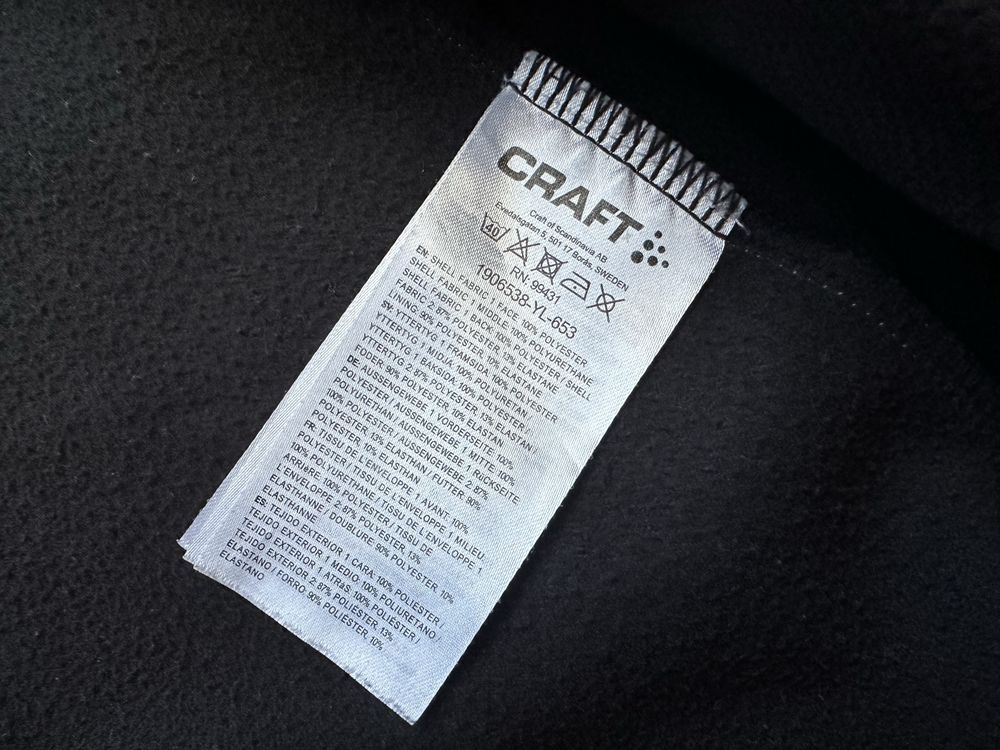 CRAFT
Craft of Scandinavia AB
Evedalsgatan 5, 501 17 Borås, SWEDEN
40
RN: 99431
1906538-YL-653
EN: SHELL FABRIC 1 FACE: 100% POLYESTER
SHELL FABRIC 1 MIDDLE: 100% POLYURETHANE
SHELL FABRIC 1 BACK: 100% POLYESTER / SHELL
FABRIC 2: 87% POLYESTER, 13% ELASTANE
LINING: 90% POLYESTER, 10% ELASTANE
SV: YTTERTYG 1 FRAMSIDA: 100% POLYESTER
YTTERTYG 1 MIDJA: 100% POLYURETAN
YTTERTYG 1 BAKSIDA: 100% POLYESTER
YTTERTYG 2: 87% POLYESTER, 13% ELASTAN /
FODER: 90% POLYESTER, 10% ELASTAN
DE: AUSSENGEWEBE 1 VORDERSEITE: 100%
POLYESTER / AUSSENGEWEBE 1 MITTE: 100%
POLYURETHAN / AUSSENGEWEBE 1 RÜCKSEITE:
100% POLYESTER / AUSSENGEWEBE 2: 87%
POLYESTER, 13% ELASTHAN / FUTTER: 90%
POLYESTER, 10% ELASTHAN
FR: TISSU DE L'ENVELOPPE 1 AVANT: 100%
POLYESTER / TISSU DE L'ENVELOPPE 1 MILIEU:
100% POLYURETHANE / TISSU DE L'ENVELOPPE 1
ARRIÈRE: 100% POLYESTER / TISSU DE
L'ENVELOPPE 2: 87% POLYESTER, 13%
ELASTHANNE / DOUBLURE: 90% POLYESTER, 10%
ELASTHANNE
ES: TEJIDO EXTERIOR 1 CARA: 100% POLIÉSTER /
TEJIDO EXTERIOR 1 MEDIO: 100% POLIURETANO /
TEJIDO EXTERIOR 1 ATRÁS: 100% POLIÉSTER /
TEJIDO EXTERIOR 2: 87% POLIÉSTER, 13%
ELASTANO / FORRO: 90% POLIÉSTER, 10%
ELASTANO